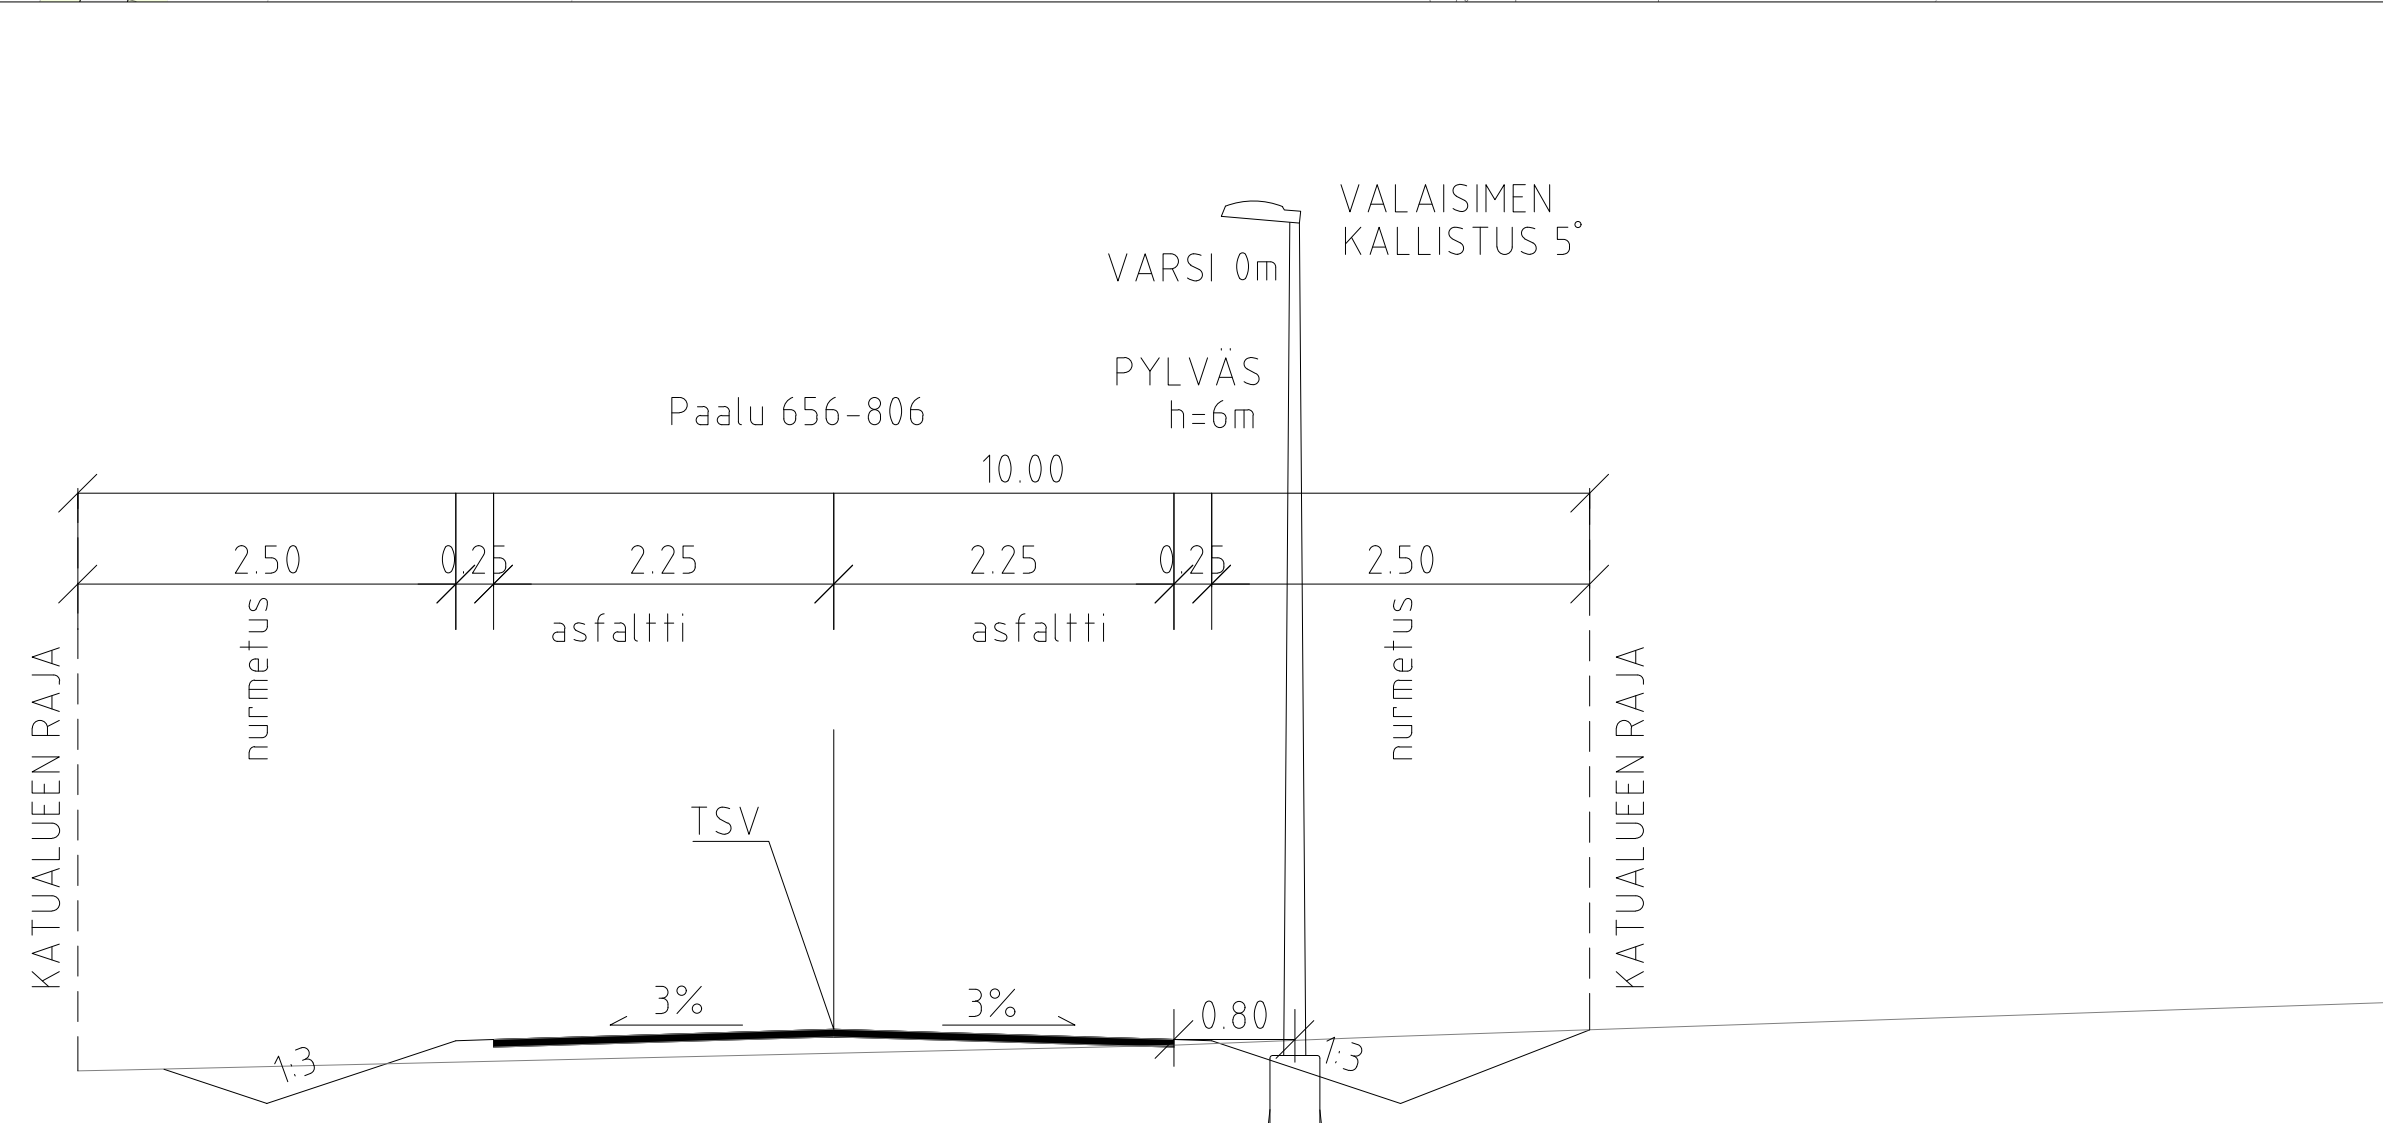 VALAISIMEN
KALLISTUS 5°
VARSI 0m
PYLVÄS
h=6m
Paalu 656-806
10.00
2.50
0.25
2.25
2.25
0.25
2.50
asfaltti
asfaltti
nurmetus
nurmetus
KATUALUEEN RAJA
KATUALUEEN RAJA
TSV
3%
3%
0.80
1:3
1:3